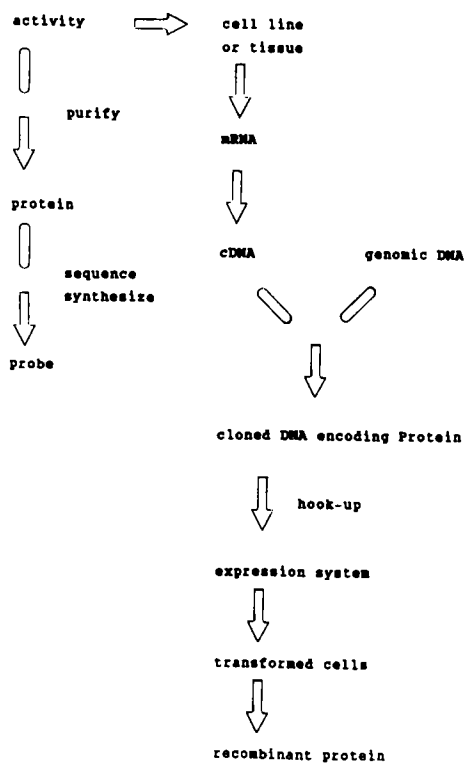 activity
cell line
or tissue
purify
mRNA
protein
cDNA
genomic DNA
sequence
synthesize
probe
cloned DNA encoding Protein
hook-up
expression system
transformed cells
recombinant protein